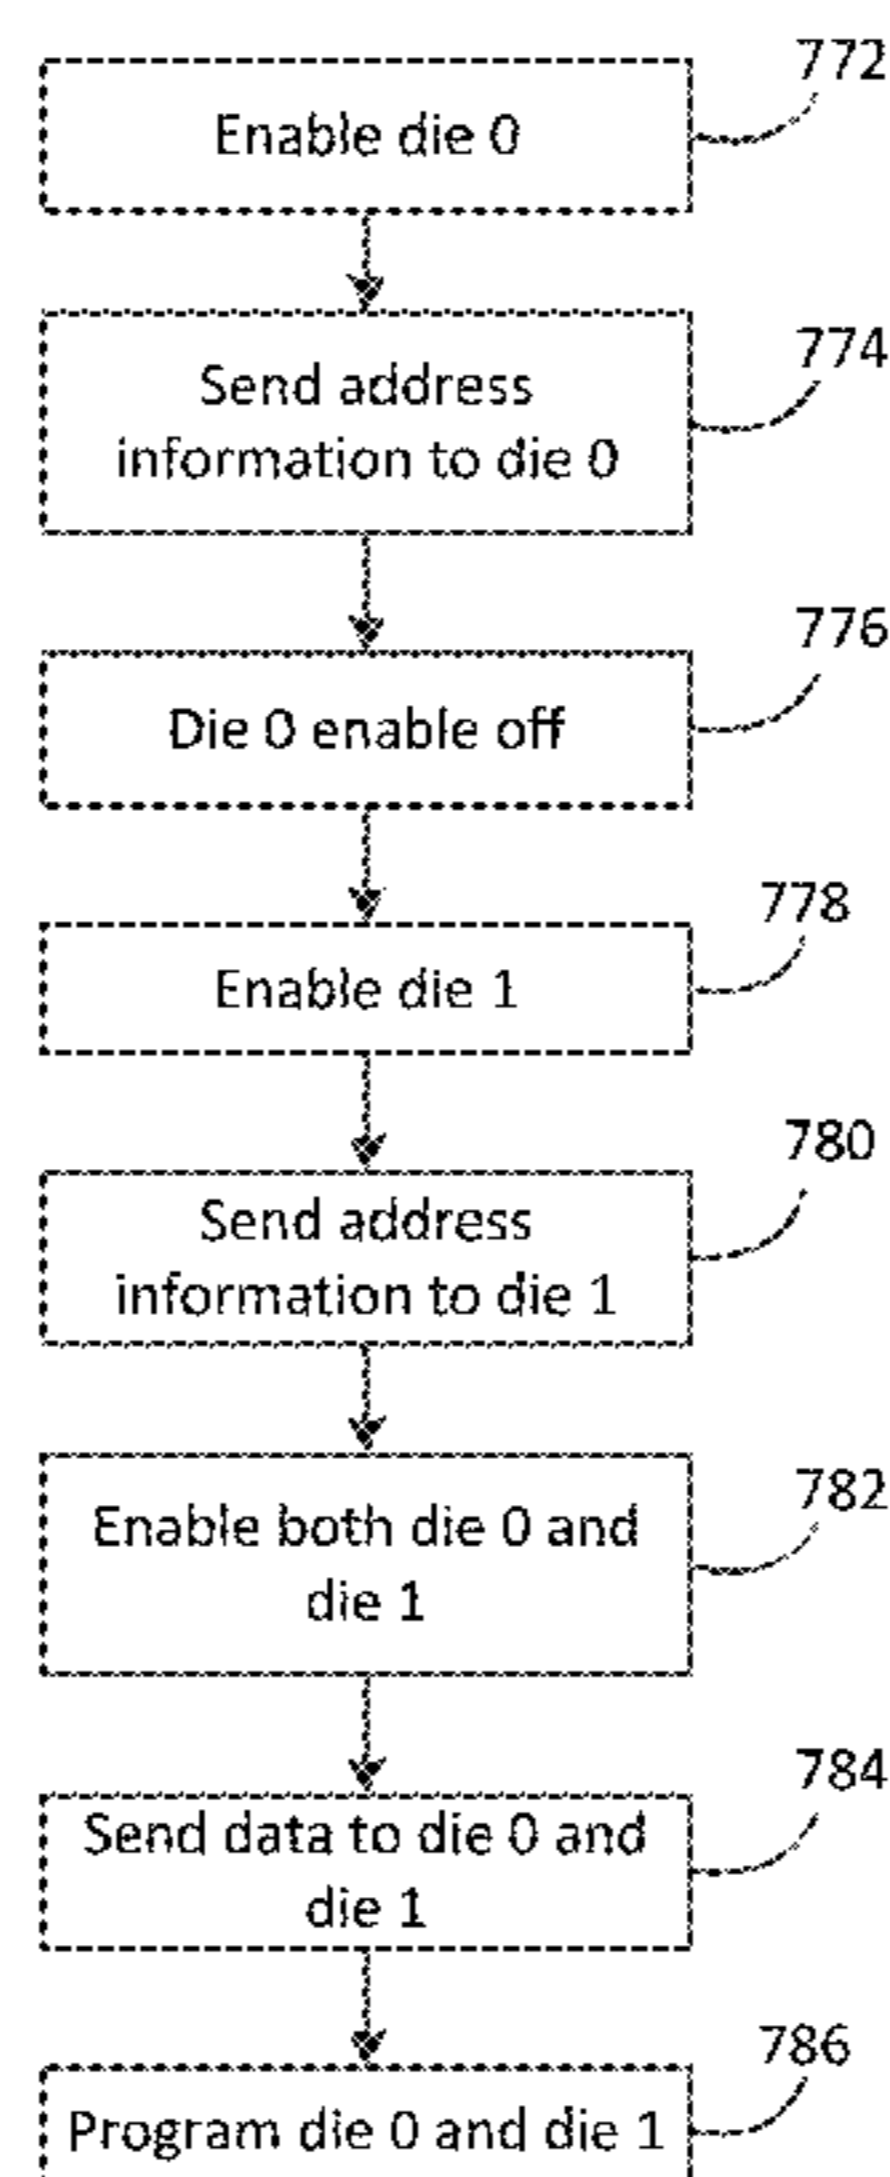 772
Enable die 0
774
Send address
information to die 0
776
Die 0 enable off
778
Enable die 1
780
Send address
information to die 1
782
Enable both die 0 and
die 1
784
Send data to die 0 and
die 1
786
Program die 0 and die 1